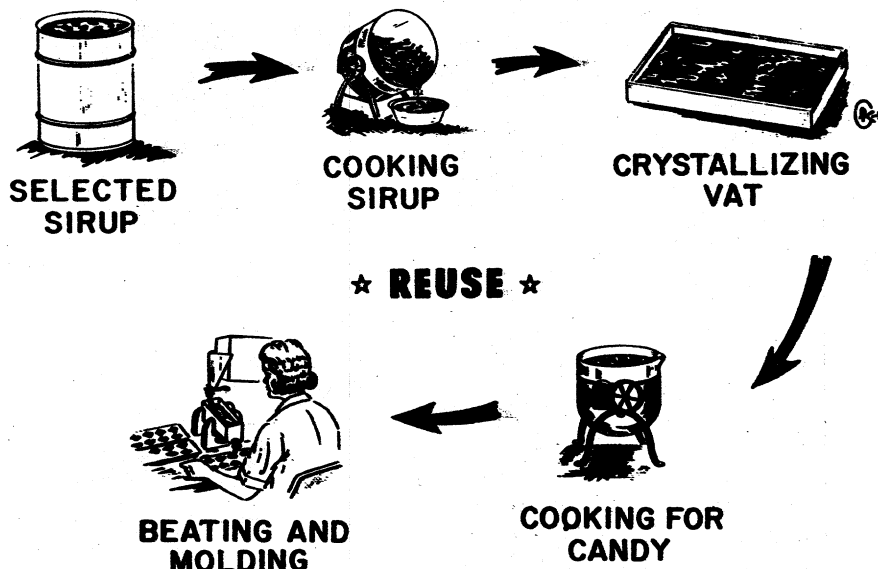 SELECTED
SIRUP
COOKING
SIRUP
CRYSTALLIZING
VAT
☆ REUSE ☆
BEATING AND
MOLDING
COOKING FOR
CANDY